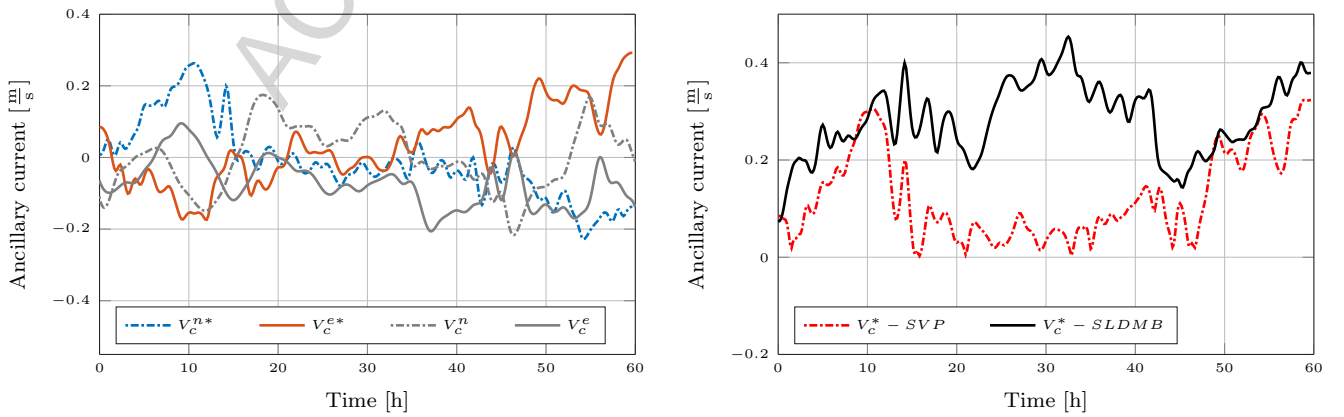 AC
0.4
0.2
0
−0.2
−0.4
0
10
20
30
40
50
60
Ancillary current [m/s]
Time [h]
V_c^{n*}
V_c^{e*}
V_c^n
V_c^e
0.4
0.2
0
−0.2
0
10
20
30
40
50
60
Ancillary current [m/s]
Time [h]
V_c^* − SVP
V_c^* − SLDMB